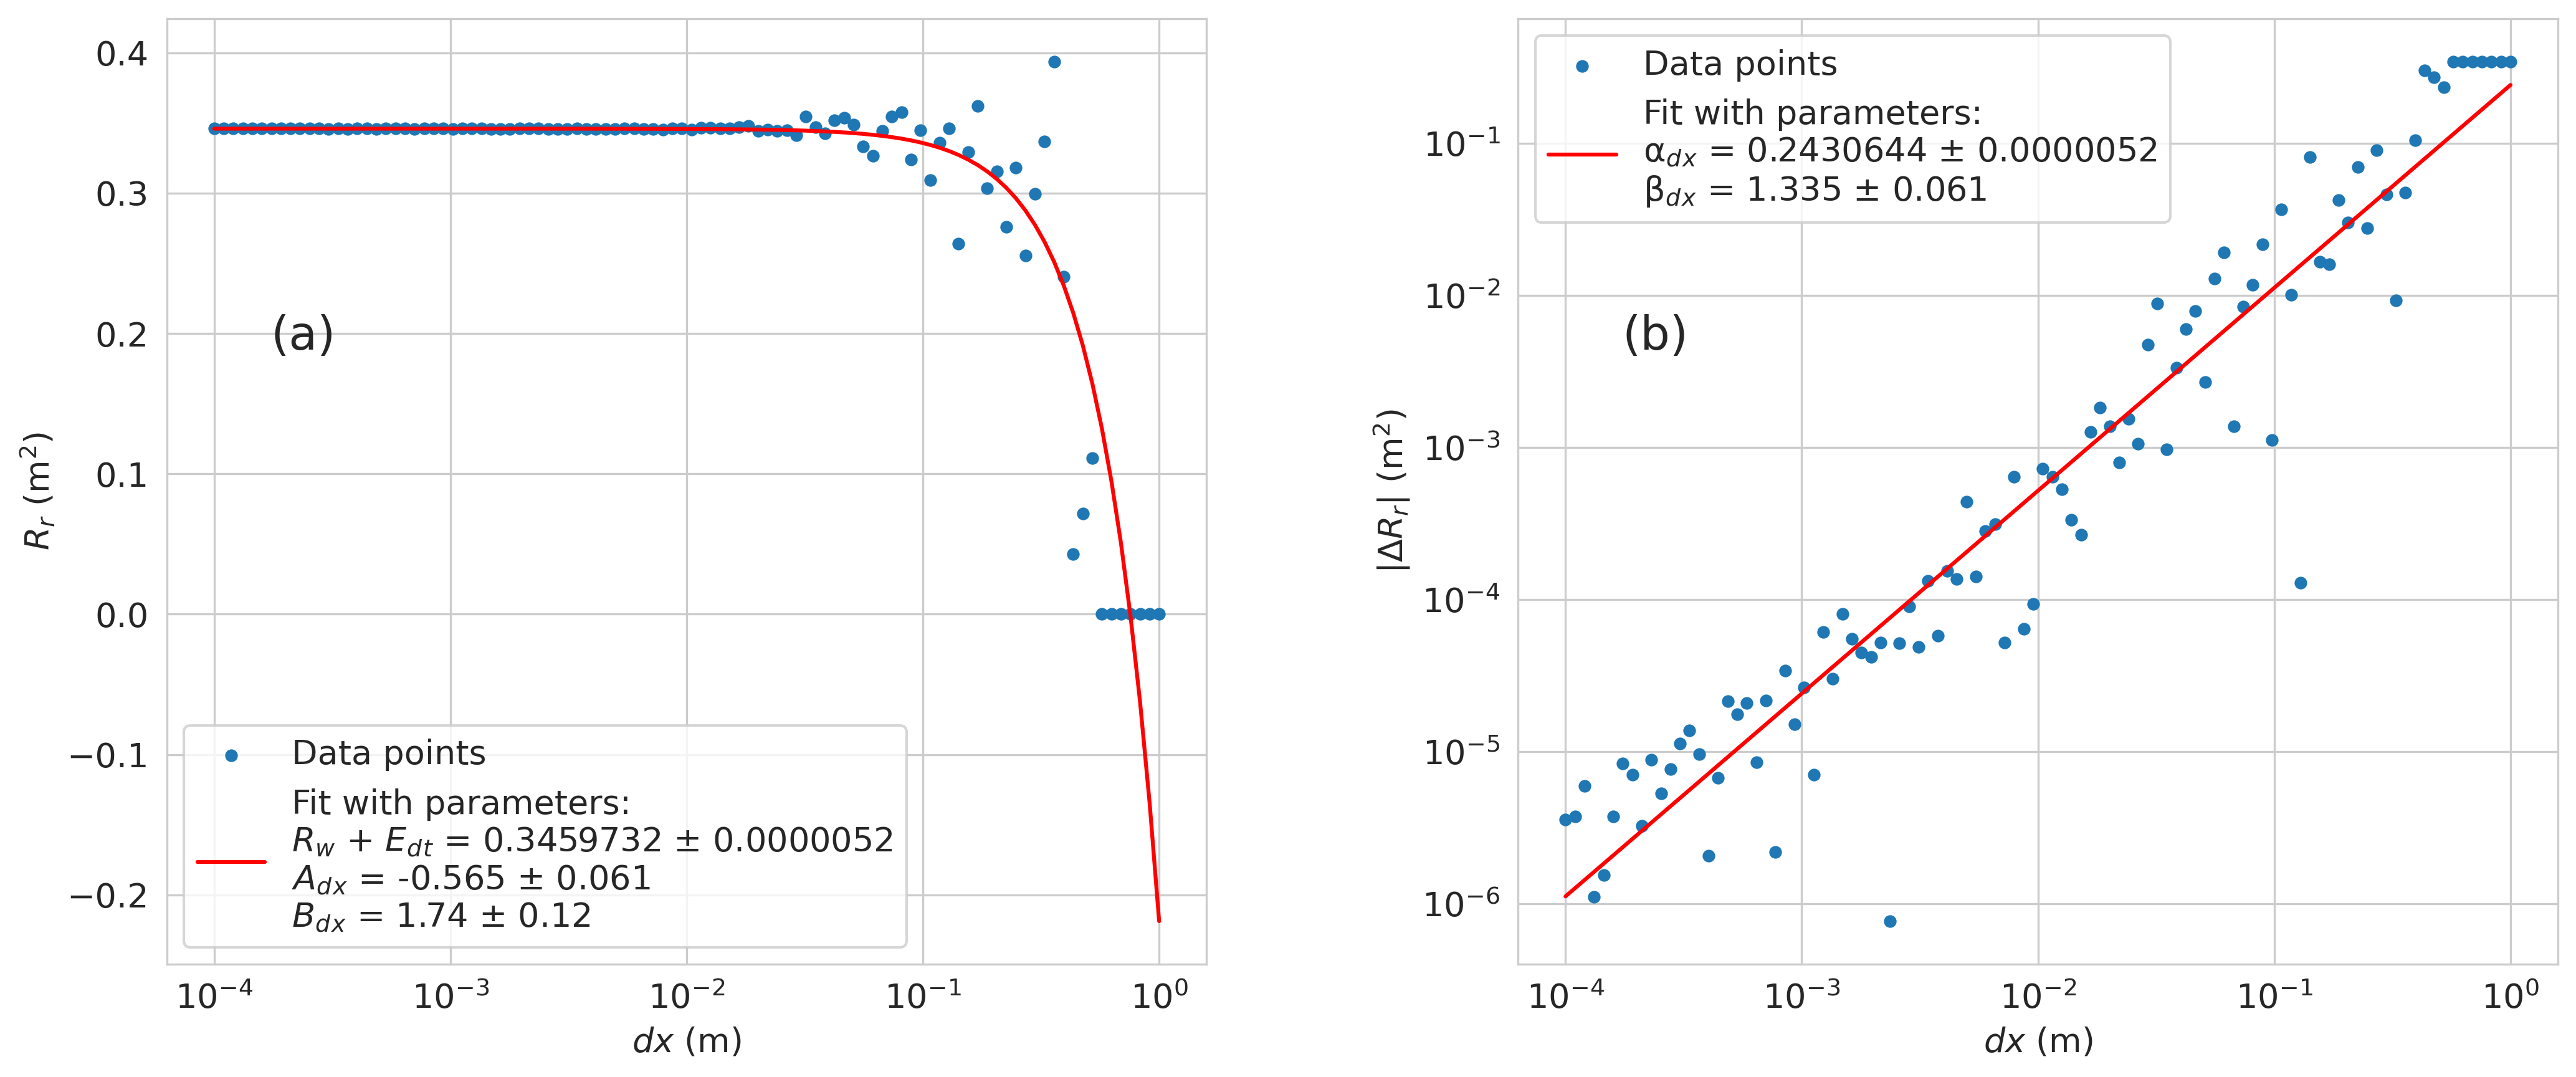 0.4
0.3
0.2
0.1
0.0
−0.1
−0.2
R_r (m²)
(a)
Data points
Fit with parameters:
R_w + E_dt = 0.3459732 ± 0.0000052
A_dx = -0.565 ± 0.061
B_dx = 1.74 ± 0.12
10⁻⁴ 10⁻³ 10⁻² 10⁻¹ 10⁰
dx (m)
Data points
Fit with parameters:
α_dx = 0.2430644 ± 0.0000052
β_dx = 1.335 ± 0.061
10⁻¹
10⁻²
10⁻³
10⁻⁴
10⁻⁵
10⁻⁶
|ΔR_r| (m²)
(b)
10⁻⁴ 10⁻³ 10⁻² 10⁻¹ 10⁰
dx (m)